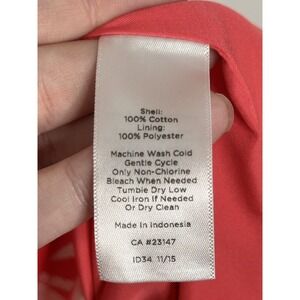 Shell:
100% Cotton
Lining:
100% Polyester
Machine Wash Cold
Gentle Cycle
Only Non-Chlorine
Bleach When Needed
Tumble Dry Low
Cool Iron If Needed
Or Dry Clean
Made In Indonesia
CA #23147
ID34 11/15